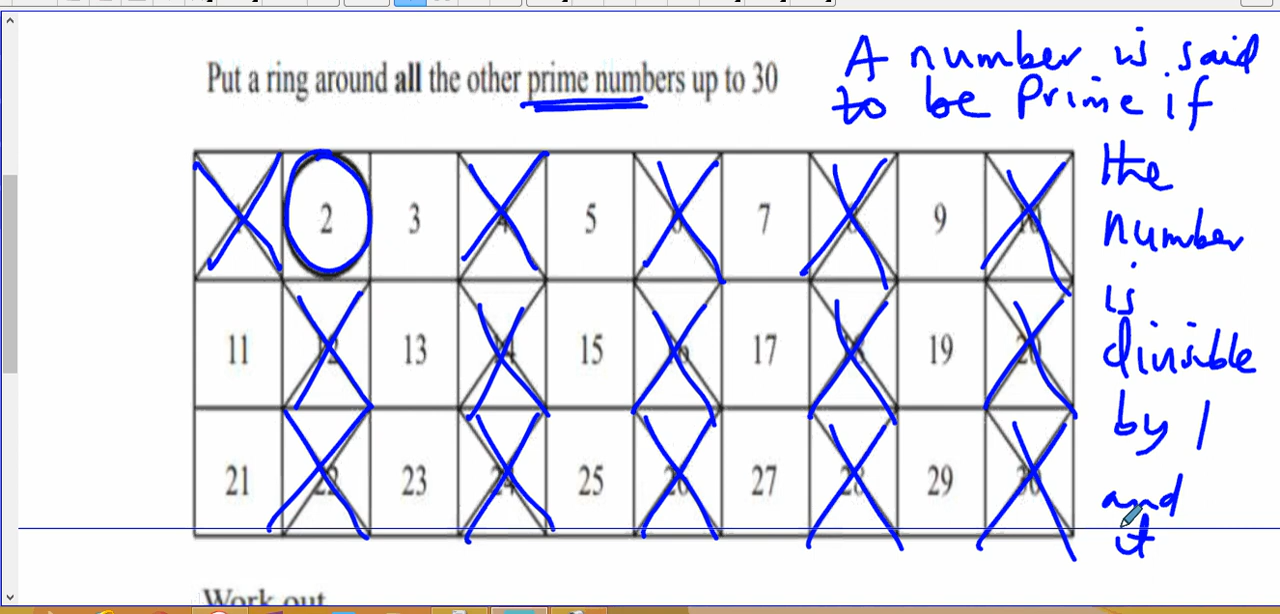 Put a ring around all the other prime numbers up to 30
A number is said
to be Prime if
the
number
is
divisible
by 1
and
it
2 3 5 7 9
11 13 15 17 19
21 23 25 27 29
Work out